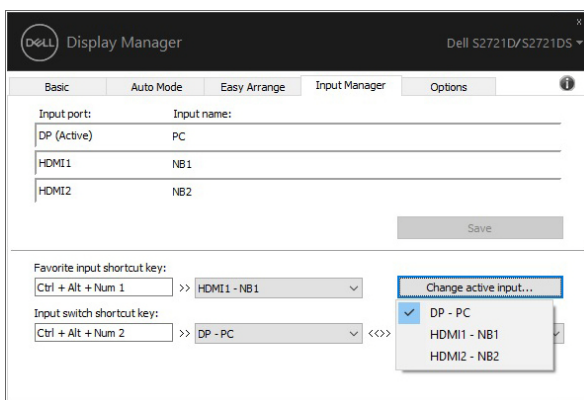 DELL Display Manager Dell S2721D/S2721DS
Basic Auto Mode Easy Arrange Input Manager Options
Input port: Input name:
DP (Active) PC
HDMI1 NB1
HDMI2 NB2
Save
Favorite input shortcut key:
Ctrl + Alt + Num 1 >> HDMI1 - NB1 Change active input...
Input switch shortcut key:
Ctrl + Alt + Num 2 >> DP - PC <<>>
DP - PC
HDMI1 - NB1
HDMI2 - NB2